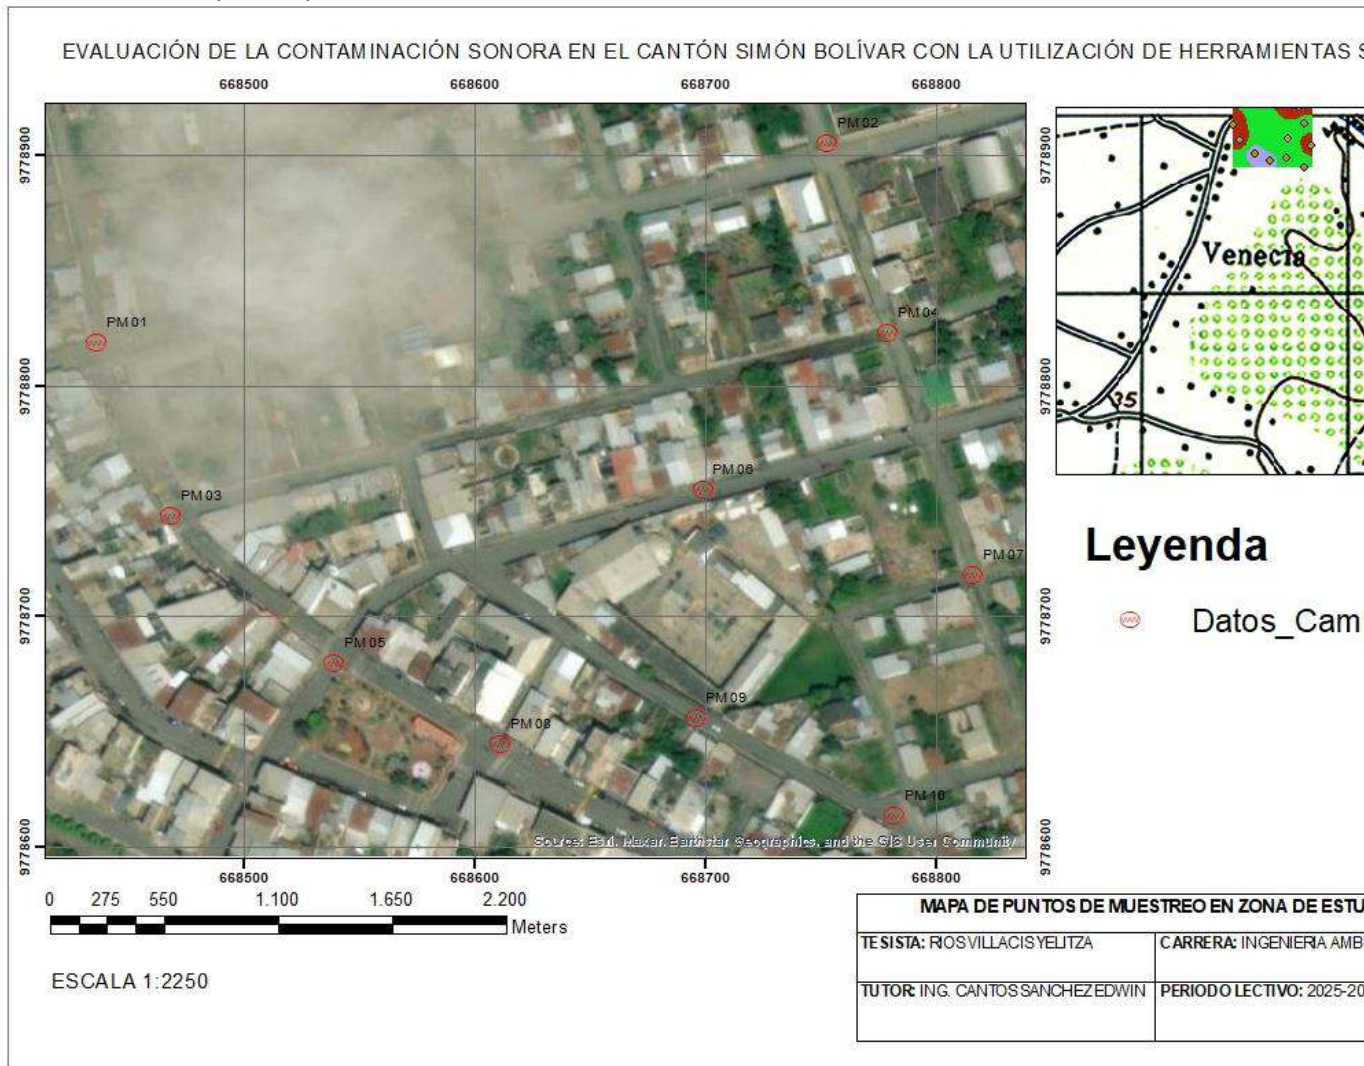 EVALUACIÓN DE LA CONTAMINACIÓN SONORA EN EL CANTÓN SIMÓN BOLÍVAR CON LA UTILIZACIÓN DE HERRAMIENTAS S
668500 668600 668700 668800
9778900 9778900
PM 02
PM 01
PM 04
Venecia
9778800 9778800
35
PM 03
PM 06
Leyenda
PM 07
Datos_Cam
9778700 9778700
PM 05
PM 09
PM 08
PM 10
Source: Esri, Maxar, Earthstar Geographics, and the GIS User Community
9778600 9778600
668500 668600 668700 668800
0 275 550 1.100 1.650 2.200
Meters
ESCALA 1:2250
MAPA DE PUNTOS DE MUESTREO EN ZONA DE ESTU
TESISTA: RIOS VILLACIS YELITZA CARRERA: INGENIERIA AMB
TUTOR: ING. CANTOS SANCHEZ EDWIN PERIODO LECTIVO: 2025-20